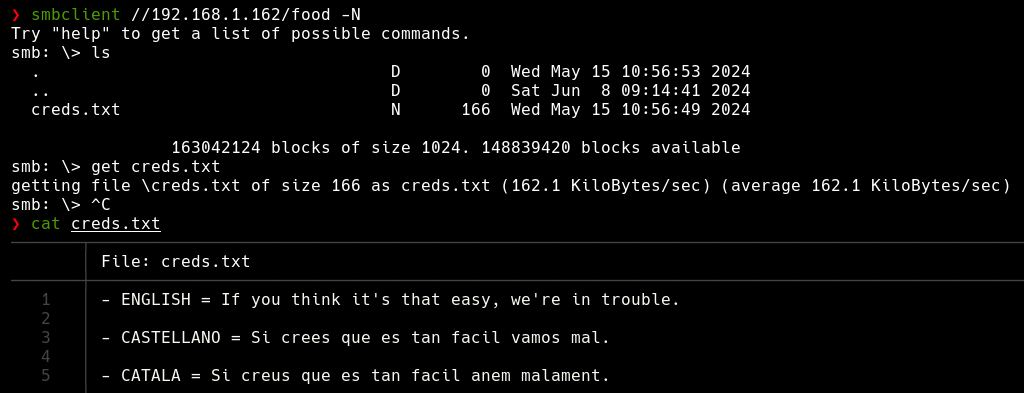 ❯ smbclient //192.168.1.162/food -N
Try "help" to get a list of possible commands.
smb: \> ls
  .                                   D        0  Wed May 15 10:56:53 2024
  ..                                  D        0  Sat Jun  8 09:14:41 2024
  creds.txt                           N      166  Wed May 15 10:56:49 2024
                163042124 blocks of size 1024. 148839420 blocks available
smb: \> get creds.txt
getting file \creds.txt of size 166 as creds.txt (162.1 KiloBytes/sec) (average 162.1 KiloBytes/sec)
smb: \> ^C
❯ cat creds.txt
File: creds.txt
1 - ENGLISH = If you think it's that easy, we're in trouble.
2
3 - CASTELLANO = Si crees que es tan facil vamos mal.
4
5 - CATALA = Si creus que es tan facil anem malament.